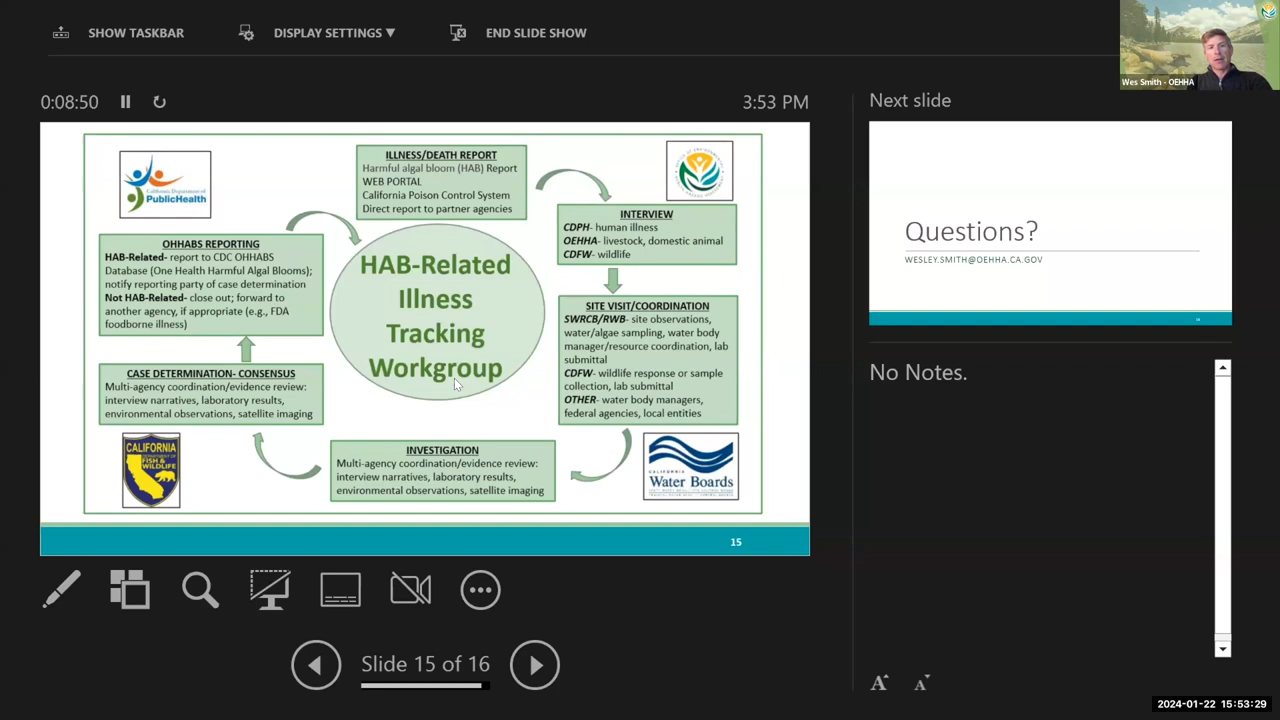 SHOW TASKBAR
DISPLAY SETTINGS ▼
END SLIDE SHOW
Wes Smith - OEHHA
0:08:50
3:53 PM
Next slide
California Department of
PublicHealth
ILLNESS/DEATH REPORT
Harmful algal bloom (HAB) Report
WEB PORTAL
California Poison Control System
Direct report to partner agencies
INTERVIEW
CDPH- human illness
OEHHA- livestock, domestic animal
CDFW- wildlife
OHHABS REPORTING
HAB-Related- report to CDC OHHABS
Database (One Health Harmful Algal Blooms);
notify reporting party of case determination
Not HAB-Related- close out; forward to
another agency, if appropriate (e.g., FDA
foodborne illness)
HAB-Related
Illness
Tracking
Workgroup
SITE VISIT/COORDINATION
SWRCB/RWB- site observations,
water/algae sampling, water body
manager/resource coordination, lab
submittal
CDFW- wildlife response or sample
collection, lab submittal
OTHER- water body managers,
federal agencies, local entities
CASE DETERMINATION- CONSENSUS
Multi-agency coordination/evidence review:
interview narratives, laboratory results,
environmental observations, satellite imaging
CALIFORNIA
FISH &
WILDLIFE
INVESTIGATION
Multi-agency coordination/evidence review:
interview narratives, laboratory results,
environmental observations, satellite imaging
CALIFORNIA
Water Boards
15
Questions?
WESLEY.SMITH@OEHHA.CA.GOV
No Notes.
Slide 15 of 16
A A
2024-01-22 15:53:29